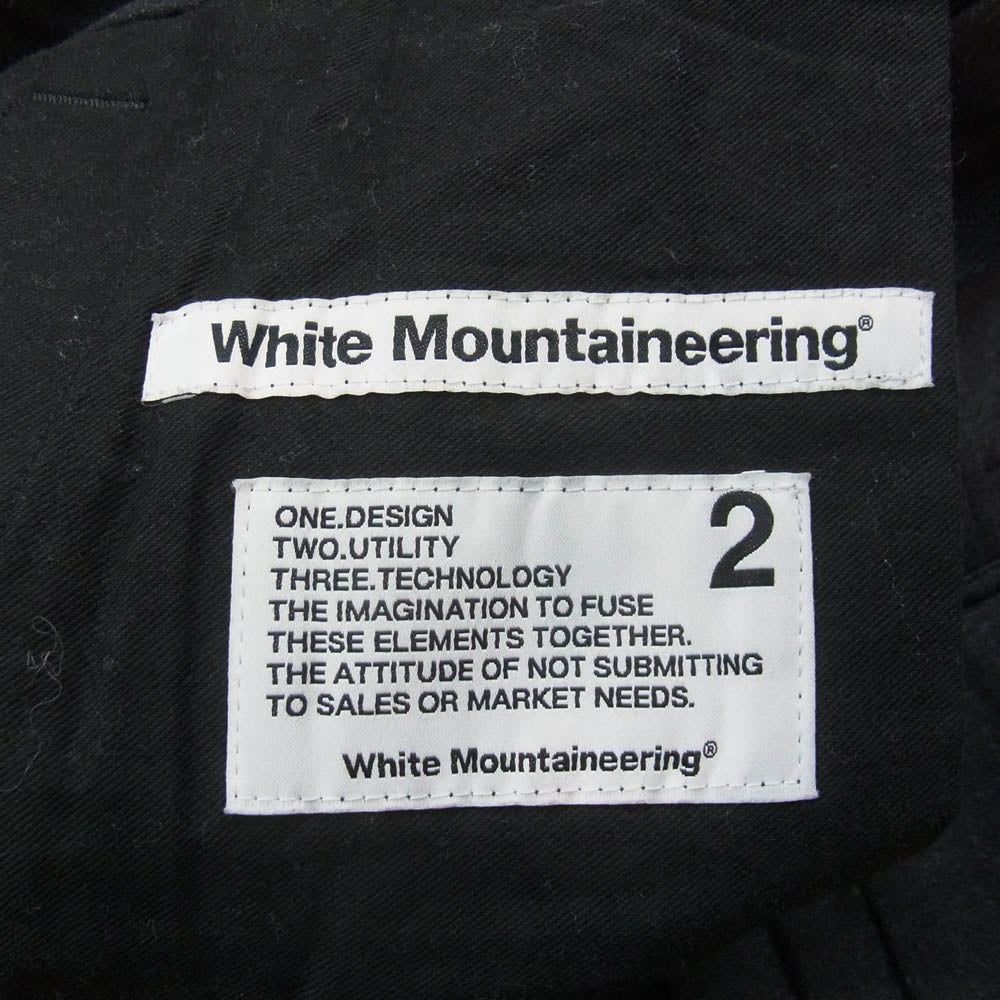 White Mountaineering®
2
ONE.DESIGN
TWO.UTILITY
THREE.TECHNOLOGY
THE IMAGINATION TO FUSE
THESE ELEMENTS TOGETHER.
THE ATTITUDE OF NOT SUBMITTING
TO SALES OR MARKET NEEDS.
White Mountaineering®